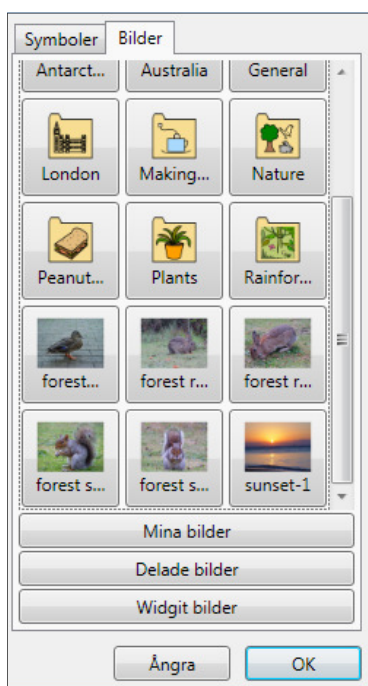 Symboler Bilder
Antarct... Australia General
London Making... Nature
Peanut... Plants Rainfor...
forest... forest r... forest r...
forest s... forest s... sunset-1
Mina bilder
Delade bilder
Widgit bilder
Ångra OK